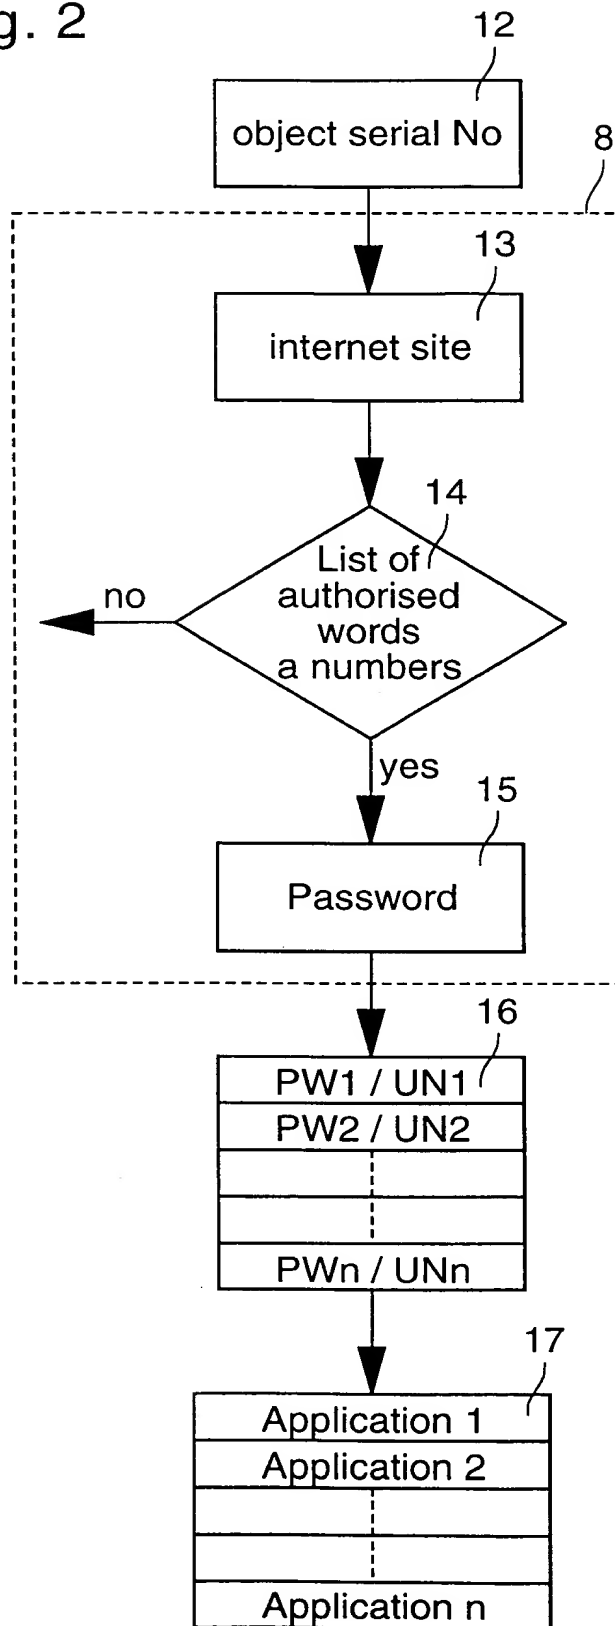 g. 2
12
object serial No
8
13
internet site
14
List of
authorised
words
a numbers
no
yes
15
Password
16
PW1 / UN1
PW2 / UN2
PWn / UNn
17
Application 1
Application 2
Application n